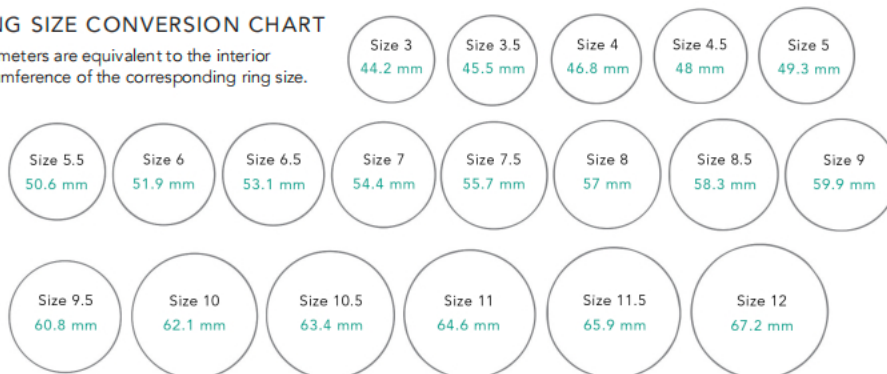 NG SIZE CONVERSION CHART
meters are equivalent to the interior
mference of the corresponding ring size.
Size 3
44.2 mm
Size 3.5
45.5 mm
Size 4
46.8 mm
Size 4.5
48 mm
Size 5
49.3 mm
Size 5.5
50.6 mm
Size 6
51.9 mm
Size 6.5
53.1 mm
Size 7
54.4 mm
Size 7.5
55.7 mm
Size 8
57 mm
Size 8.5
58.3 mm
Size 9
59.9 mm
Size 9.5
60.8 mm
Size 10
62.1 mm
Size 10.5
63.4 mm
Size 11
64.6 mm
Size 11.5
65.9 mm
Size 12
67.2 mm